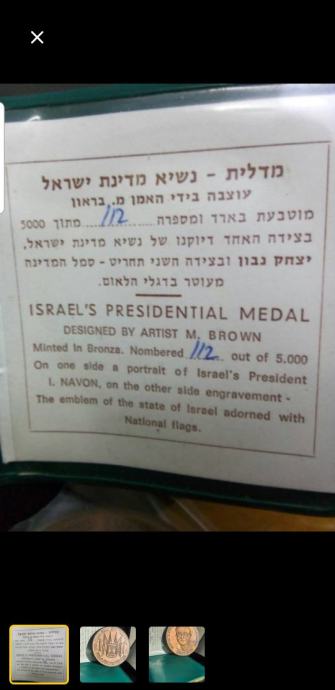 מדלית - נשיא מדינת ישראל
עוצבה בידי האמן מ. בראון
מוטבעת בארד ומספרה 112 מתוך 5000
בצידה האחד דיוקנו של נשיא מדינת ישראל,
יצחק נבון ובצידה השני תחריט - סמל המדינה
מעוטר בדגלי הלאום.
ISRAEL'S PRESIDENTIAL MEDAL
DESIGNED BY ARTIST M. BROWN
Minted In Bronza. Nombered 112 out of 5.000
On one side a portrait of Israel's President
I. NAVON, on the other side engravement -
The emblem of the state of Israel adorned with
National flags.